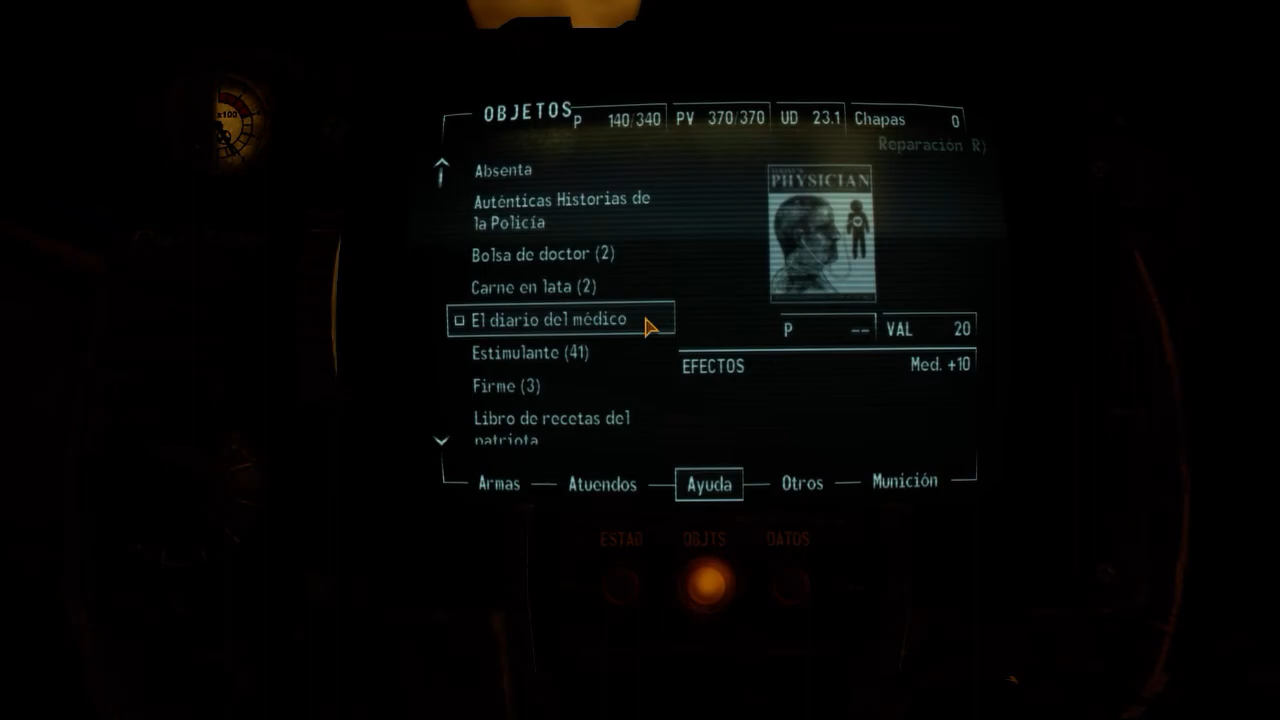 x100
OBJETOS
P 140/340 PV 370/370 UD 23.1 Chapas 0
Reparación R)
Absenta
Auténticas Historias de
la Policía
Bolsa de doctor (2)
Carne en lata (2)
El diario del médico
Estimulante (41)
Firme (3)
Libro de recetas del
patriota
PHYSICIAN
P -- VAL 20
EFECTOS Med. +10
Armas Atuendos Ayuda Otros Munición
ESTAD OBJTS DATOS